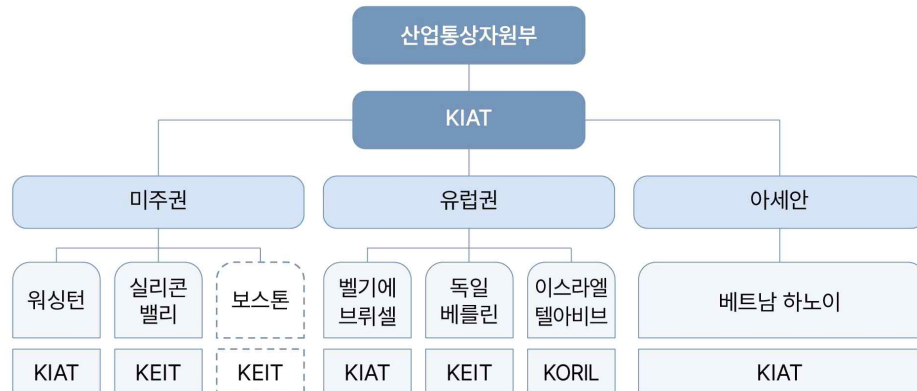 산업통상자원부
KIAT
미주권
유럽권
아세안
워싱턴
실리콘
밸리
보스톤
벨기에
브뤼셀
독일
베를린
이스라엘
텔아비브
베트남 하노이
KIAT
KEIT
KEIT
KIAT
KEIT
KORIL
KIAT